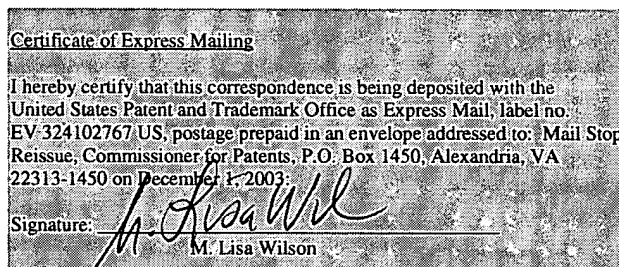 Certificate of Express Mailing
I hereby certify that this correspondence is being deposited with the
United States Patent and Trademark Office as Express Mail, label no.
EV 324102767 US, postage prepaid in an envelope addressed to: Mail Stop
Reissue, Commissioner for Patents, P.O. Box 1450, Alexandria, VA
22313-1450 on December 1, 2003:
Signature: M. Lisa Wil
M. Lisa Wilson